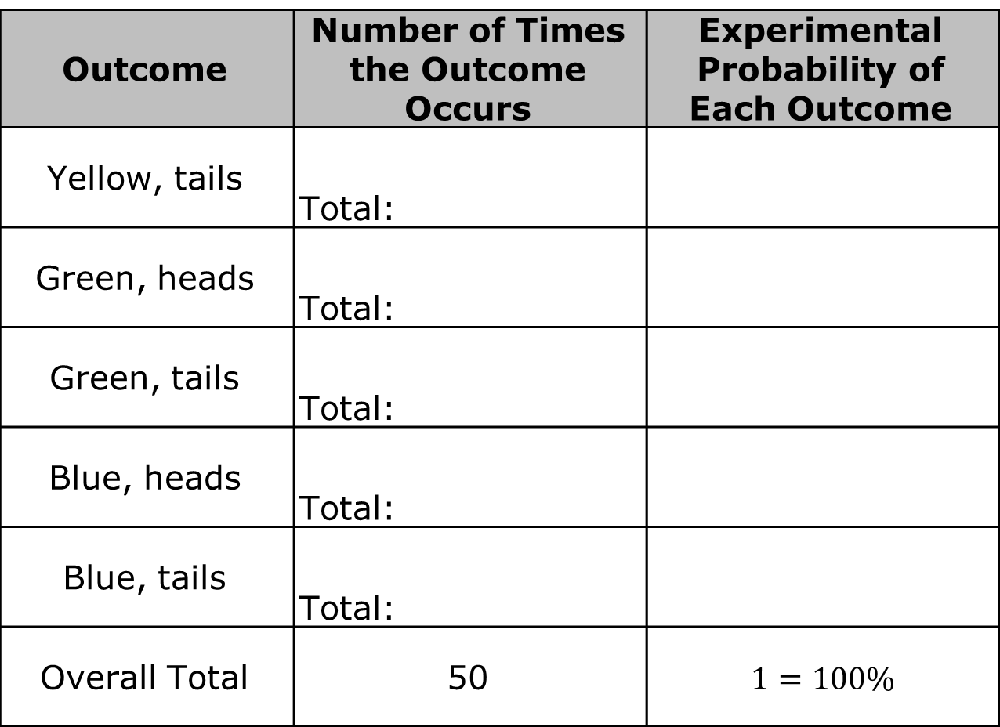 Outcome
Number of Times
the Outcome
Occurs
Experimental
Probability of
Each Outcome
Yellow, tails
Total:
Green, heads
Total:
Green, tails
Total:
Blue, heads
Total:
Blue, tails
Total:
Overall Total
50
1 = 100%